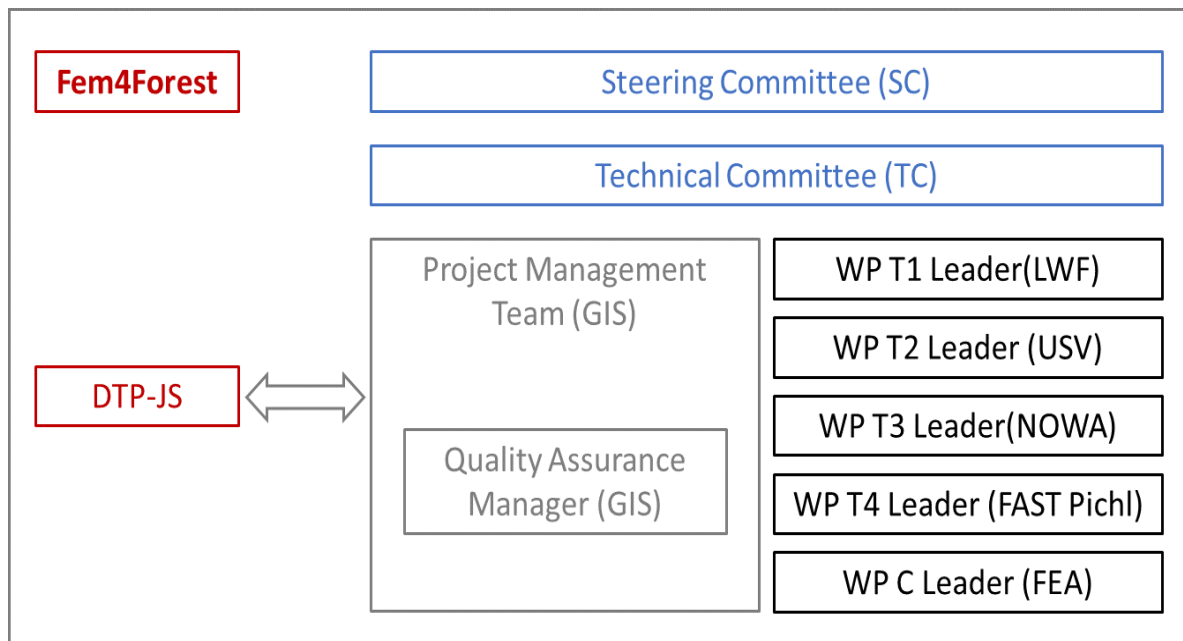 Fem4Forest
Steering Committee (SC)
Technical Committee (TC)
Project Management
Team (GIS)
WP T1 Leader(LWF)
WP T2 Leader (USV)
DTP-JS
WP T3 Leader(NOWA)
Quality Assurance
Manager (GIS)
WP T4 Leader (FAST Pichl)
WP C Leader (FEA)